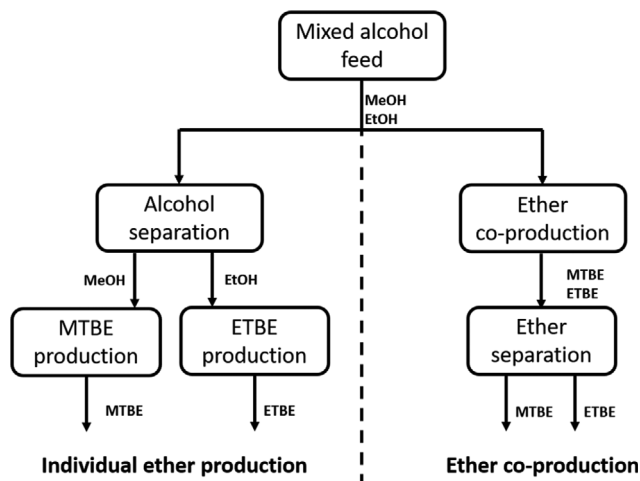 Mixed alcohol
feed
MeOH
EtOH
Alcohol
separation
Ether
co-production
MeOH
EtOH
MTBE
ETBE
MTBE
production
ETBE
production
Ether
separation
MTBE
ETBE
MTBE
ETBE
Individual ether production
Ether co-production